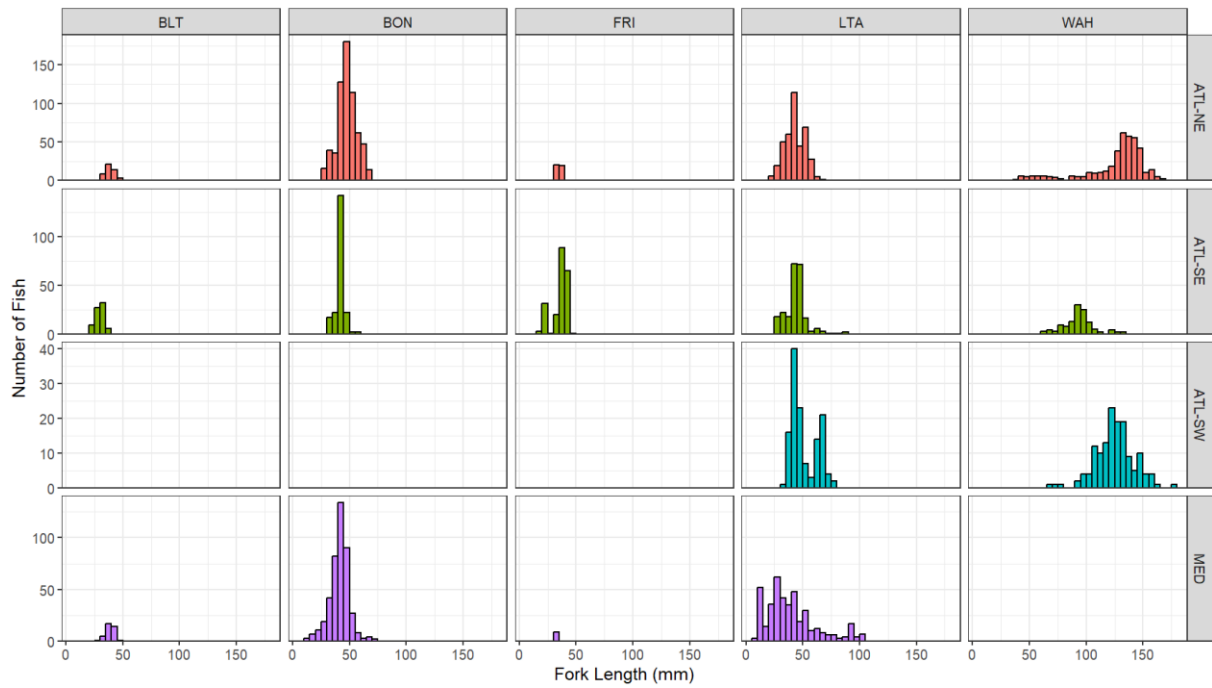 BLT BON FRI LTA WAH
150
100
50
0
ATL-NE
100
50
0
ATL-SE
40
30
20
10
0
ATL-SW
100
50
0
MED
Number of Fish
0 50 100 150 0 50 100 150 0 50 100 150 0 50 100 150 0 50 100 150
Fork Length (mm)